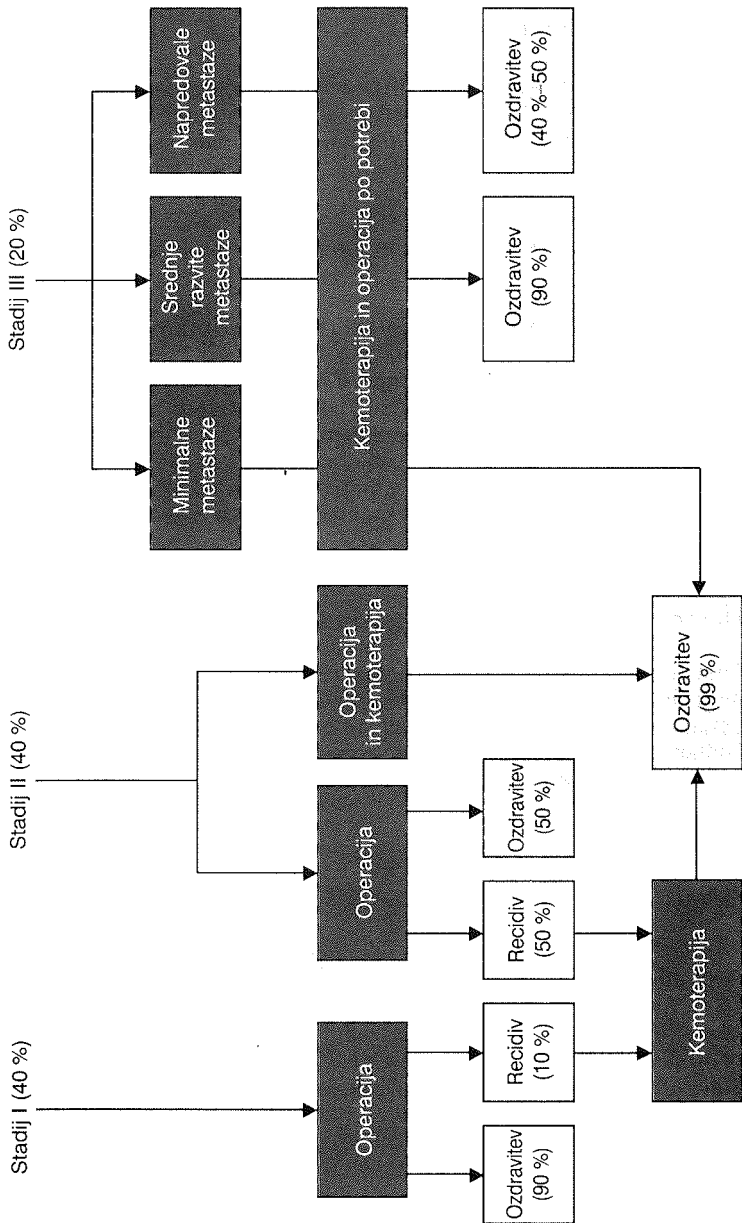 Stadij I (40 %)
Stadij II (40 %)
Stadij III (20 %)
Minimalne
metastaze
Srednje
razvite
metastaze
Napredovale
metastaze
Operacija
Operacija
Operacija
in kemoterapija
Kemoterapija in operacija po potrebi
Ozdravitev
(90 %)
Recidiv
(10 %)
Recidiv
(50 %)
Ozdravitev
(50 %)
Ozdravitev
(90 %)
Ozdravitev
(40 %–50 %)
Kemoterapija
Ozdravitev
(99 %)